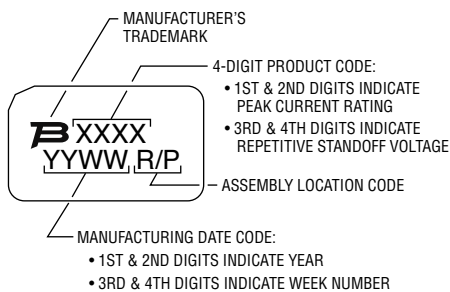 MANUFACTURER'S
TRADEMARK
4-DIGIT PRODUCT CODE:
• 1ST & 2ND DIGITS INDICATE
PEAK CURRENT RATING
• 3RD & 4TH DIGITS INDICATE
REPETITIVE STANDOFF VOLTAGE
XXXX
YYWW R/P
ASSEMBLY LOCATION CODE
MANUFACTURING DATE CODE:
• 1ST & 2ND DIGITS INDICATE YEAR
• 3RD & 4TH DIGITS INDICATE WEEK NUMBER